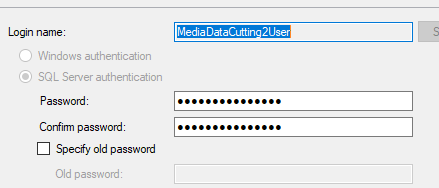 Login name: MediaDataCutting2User
Windows authentication
SQL Server authentication
Password: ●●●●●●●●●●●●●●●
Confirm password: ●●●●●●●●●●●●●●●
Specify old password
Old password: